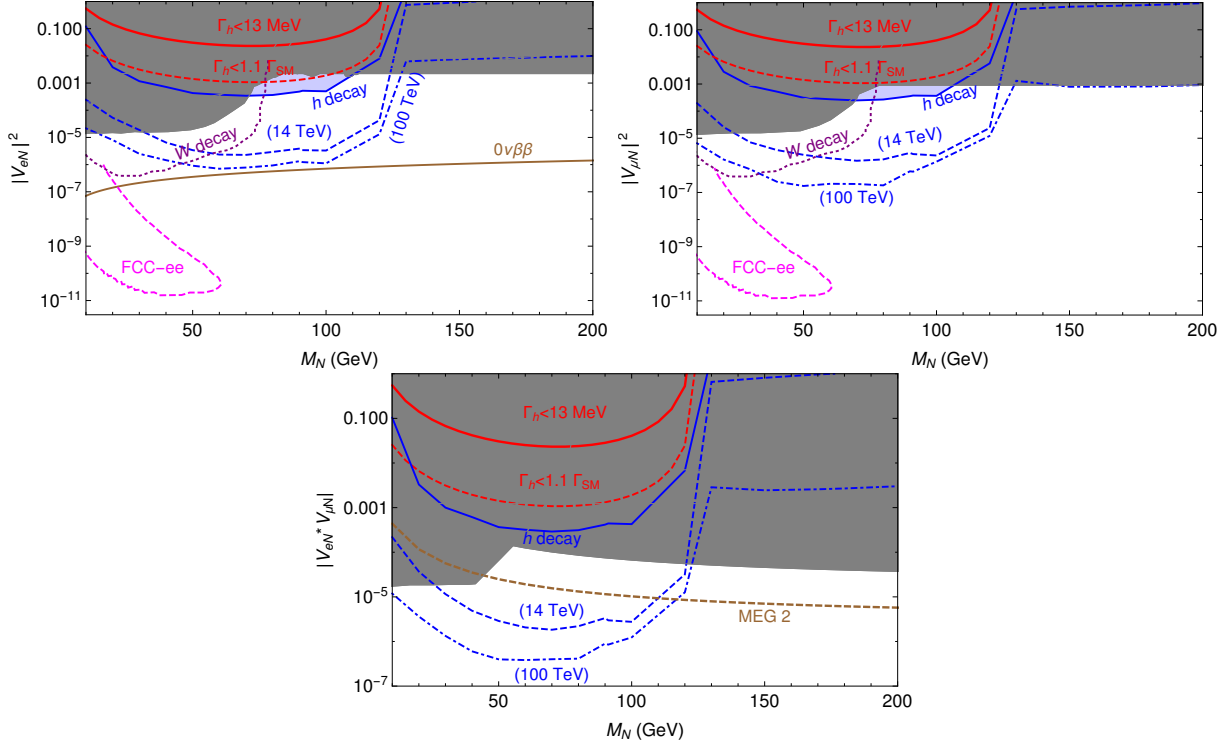 Γh<13 MeV
Γh<1.1 ΓSM
h decay
W decay
(14 TeV)
(100 TeV)
0νββ
FCC-ee
0.100
0.001
10-5
10-7
10-9
10-11
|VeN|2
50 100 150 200
MN (GeV)
Γh<13 MeV
Γh<1.1 ΓSM
h decay
W decay
(14 TeV)
(100 TeV)
FCC-ee
0.100
0.001
10-5
10-7
10-9
10-11
|VμN|2
50 100 150 200
MN (GeV)
Γh<13 MeV
Γh<1.1 ΓSM
h decay
(14 TeV)
MEG 2
(100 TeV)
0.100
0.001
10-5
10-7
|VeN* VμN|
50 100 150 200
MN (GeV)